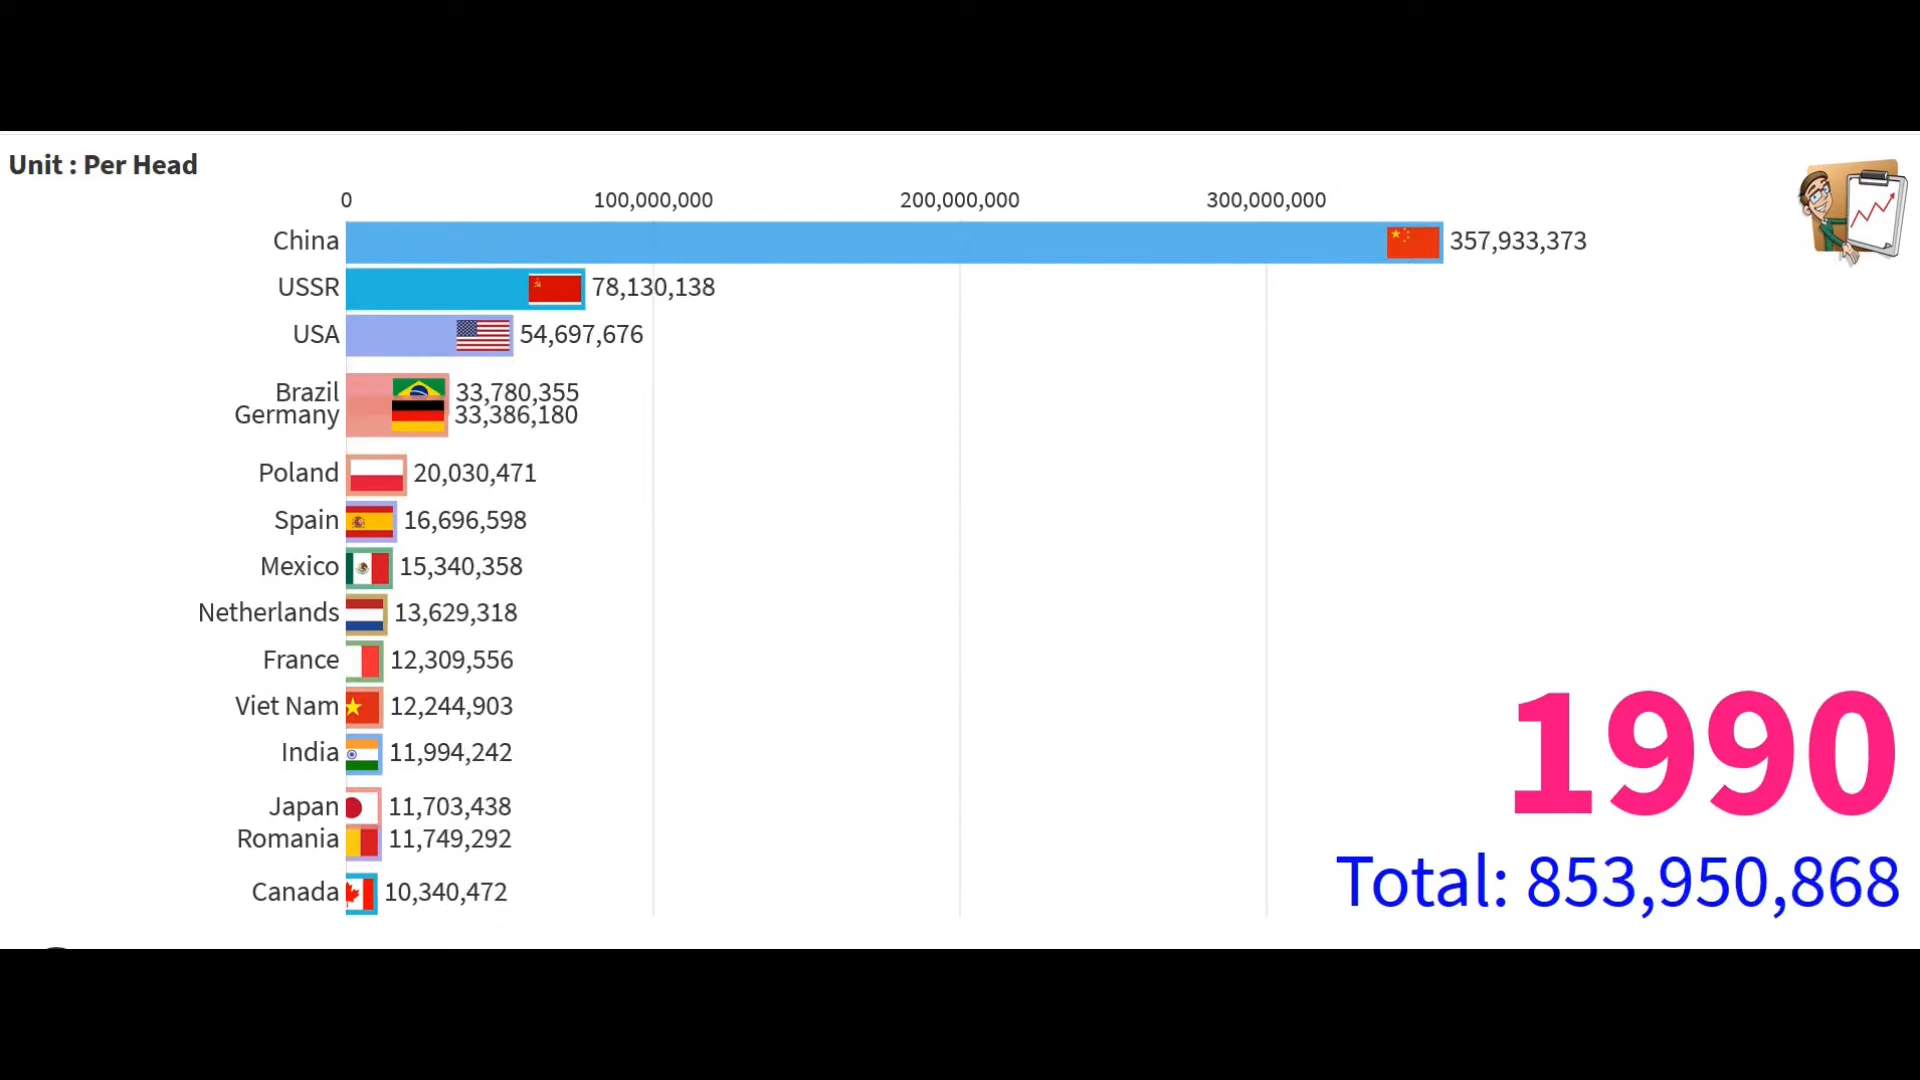 Unit : Per Head
0 100,000,000 200,000,000 300,000,000
China 357,933,373
USSR 78,130,138
USA 54,697,676
Brazil 33,780,355
Germany 33,386,180
Poland 20,030,471
Spain 16,696,598
Mexico 15,340,358
Netherlands 13,629,318
France 12,309,556
Viet Nam 12,244,903
India 11,994,242
Japan 11,703,438
Romania 11,749,292
Canada 10,340,472
1990
Total: 853,950,868